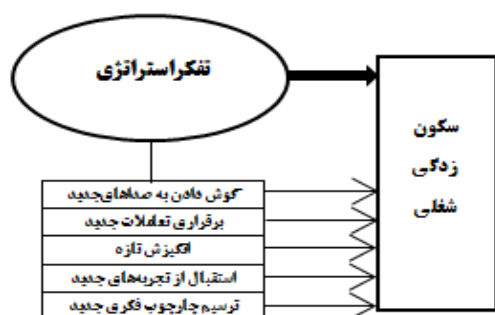 تفکراستراتژی
سکون
زدگی
شغلی
گوش دادن به صداهای‌جدید
برقراری تعاملات جدید
انگیزش تازه
استقبال از تجربه‌های جدید
ترسیم چارچوب فکری جدید